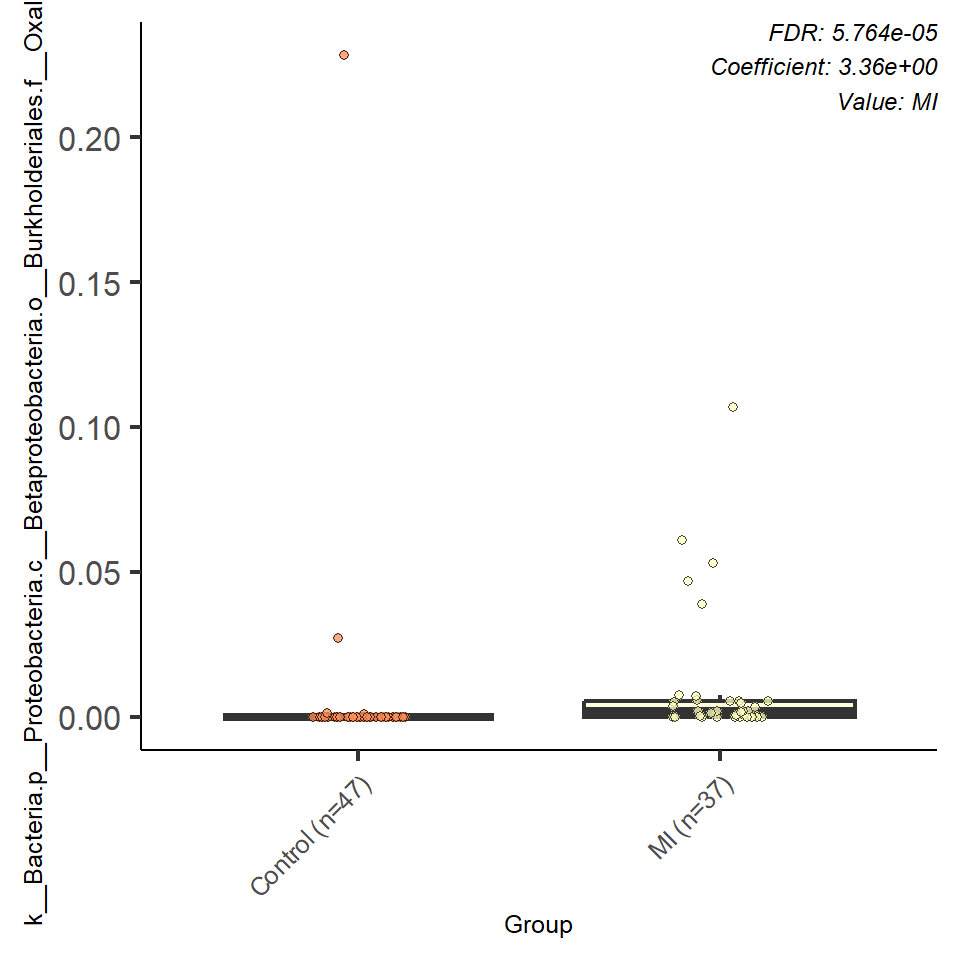 FDR: 5.764e-05
Coefficient: 3.36e+00
Value: MI
k__Bacteria.p__Proteobacteria.c__Betaproteobacteria.o__Burkholderiales.f__Oxal
0.20
0.15
0.10
0.05
0.00
Control (n=47)
MI (n=37)
Group